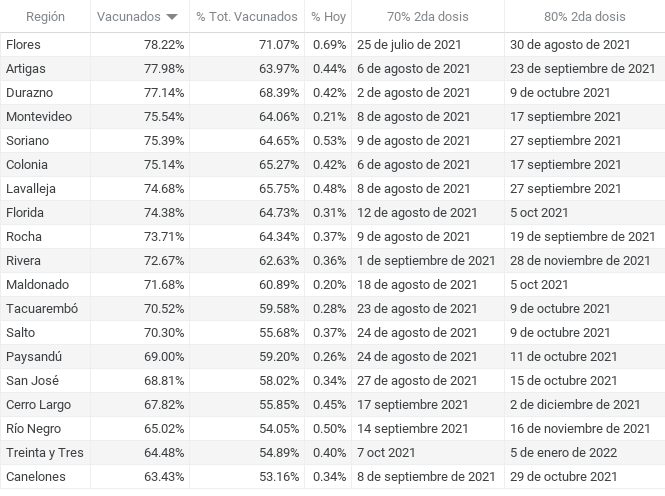 Región Vacunados % Tot. Vacunados % Hoy 70% 2da dosis 80% 2da dosis
Flores 78.22% 71.07% 0.69% 25 de julio de 2021 30 de agosto de 2021
Artigas 77.98% 63.97% 0.44% 6 de agosto de 2021 23 de septiembre de 2021
Durazno 77.14% 68.39% 0.42% 2 de agosto de 2021 9 de octubre de 2021
Montevideo 75.54% 64.06% 0.21% 8 de agosto de 2021 17 septiembre 2021
Soriano 75.39% 64.65% 0.53% 9 de agosto de 2021 27 septiembre 2021
Colonia 75.14% 65.27% 0.42% 6 de agosto de 2021 17 septiembre 2021
Lavalleja 74.68% 65.75% 0.48% 8 de agosto de 2021 27 septiembre 2021
Florida 74.38% 64.73% 0.31% 12 de agosto de 2021 5 oct 2021
Rocha 73.71% 64.34% 0.37% 9 de agosto de 2021 19 de septiembre de 2021
Rivera 72.67% 62.63% 0.36% 1 de septiembre de 2021 28 de noviembre de 2021
Maldonado 71.68% 60.89% 0.20% 18 de agosto de 2021 5 oct 2021
Tacuarembó 70.52% 59.58% 0.28% 23 de agosto de 2021 9 de octubre de 2021
Salto 70.30% 55.68% 0.37% 24 de agosto de 2021 9 de octubre de 2021
Paysandú 69.00% 59.20% 0.26% 24 de agosto de 2021 11 de octubre de 2021
San José 68.81% 58.02% 0.34% 27 de agosto de 2021 15 de octubre de 2021
Cerro Largo 67.82% 55.85% 0.45% 17 septiembre 2021 2 de diciembre de 2021
Río Negro 65.02% 54.05% 0.50% 14 septiembre 2021 16 de noviembre de 2021
Treinta y Tres 64.48% 54.89% 0.40% 7 oct 2021 5 de enero de 2022
Canelones 63.43% 53.16% 0.34% 8 de septiembre de 2021 29 de octubre de 2021